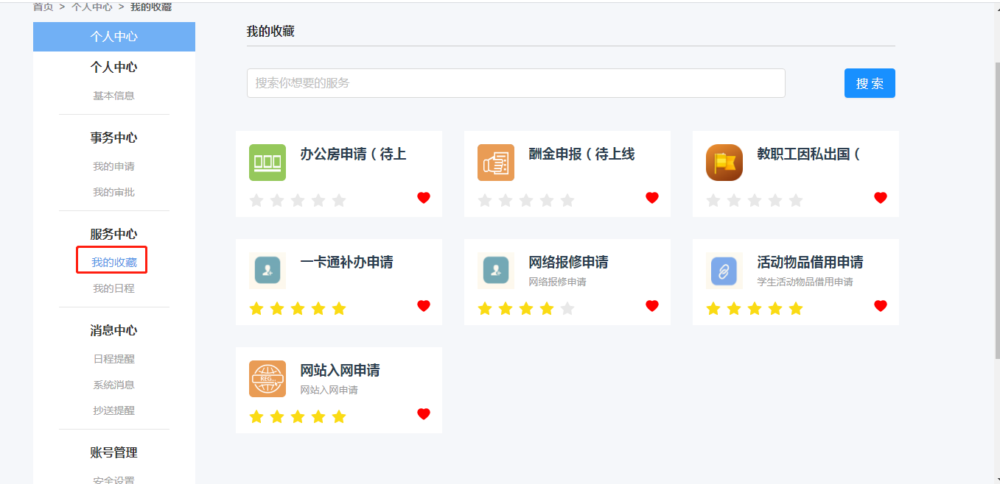 首页 > 个人中心 > 我的收藏
个人中心
个人中心
基本信息
事务中心
我的申请
我的审批
服务中心
我的收藏
我的日程
消息中心
日程提醒
系统消息
抄送提醒
账号管理
安全设置
我的收藏
搜索你想要的服务
搜 索
办公房申请（待上
酬金申报（待上线
教职工因私出国（
一卡通补办申请
网络报修申请
网络报修申请
活动物品借用申请
学生活动物品借用申请
REG...
网站入网申请
网站入网申请